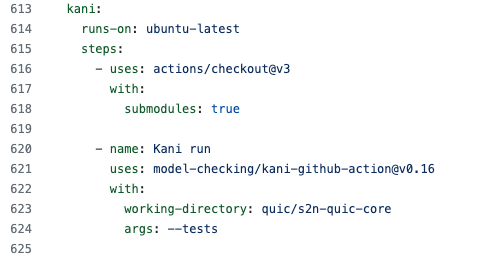 613 kani:
614 runs-on: ubuntu-latest
615 steps:
616 - uses: actions/checkout@v3
617 with:
618 submodules: true
619
620 - name: Kani run
621 uses: model-checking/kani-github-action@v0.16
622 with:
623 working-directory: quic/s2n-quic-core
624 args: --tests
625